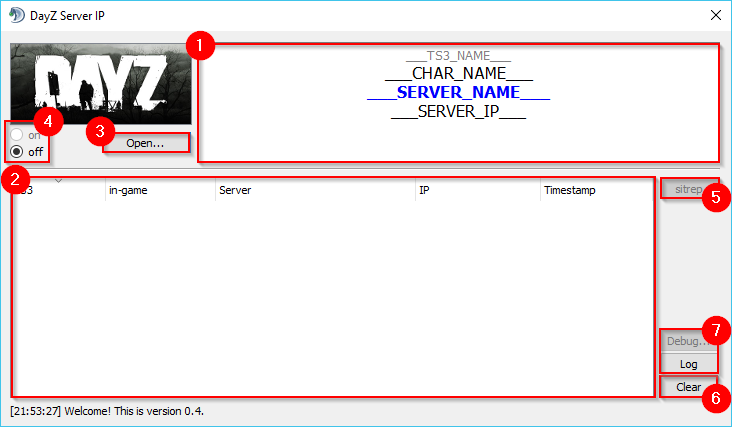 DayZ Server IP
1
DAYZ
___TS3_NAME___
___CHAR_NAME___
___SERVER_NAME___
___SERVER_IP___
4
3
on
off
Open...
2
3 in-game Server IP Timestamp
sitrep
5
7
Debug...
Log
Clear
6
[21:53:27] Welcome! This is version 0.4.